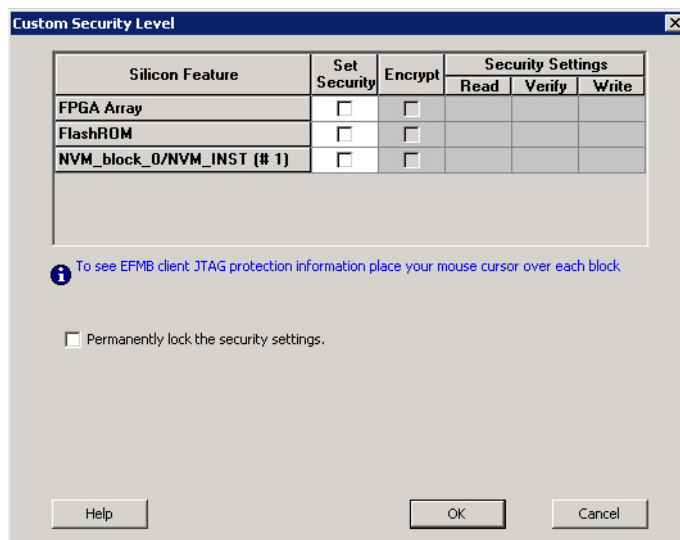 Custom Security Level
Silicon Feature
Set Security
Encrypt
Security Settings
Read
Verify
Write
FPGA Array
FlashROM
NVM_block_0/NVM_INST (# 1)
To see EFMB client JTAG protection information place your mouse cursor over each block
Permanently lock the security settings.
Help
OK
Cancel